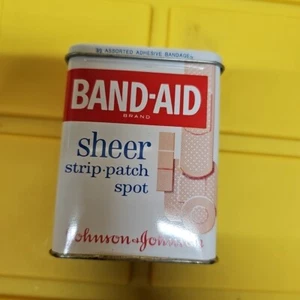 ASSORTED ADHESIVE BANDAGES
BAND-AID
BRAND
sheer
strip·patch
spot
Johnson & Johnson